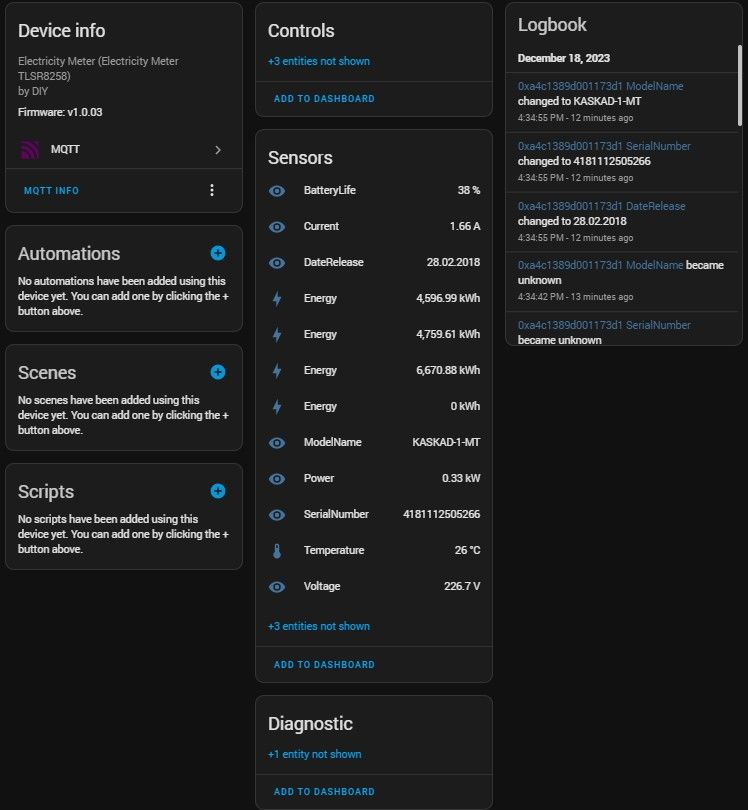 Device info
Electricity Meter (Electricity Meter
TLSR8258)
by DIY
Firmware: v1.0.03
MQTT
MQTT INFO
Automations
No automations have been added using this
device yet. You can add one by clicking the +
button above.
Scenes
No scenes have been added using this
device yet. You can add one by clicking the +
button above.
Scripts
No scripts have been added using this
device yet. You can add one by clicking the +
button above.
Controls
+3 entities not shown
ADD TO DASHBOARD
Sensors
BatteryLife 38 %
Current 1.66 A
DateRelease 28.02.2018
Energy 4,596.99 kWh
Energy 4,759.61 kWh
Energy 6,670.88 kWh
Energy 0 kWh
ModelName KASKAD-1-MT
Power 0.33 kW
SerialNumber 4181112505266
Temperature 26 °C
Voltage 226.7 V
+3 entities not shown
ADD TO DASHBOARD
Diagnostic
+1 entity not shown
ADD TO DASHBOARD
Logbook
December 18, 2023
0xa4c1389d001173d1 ModelName
changed to KASKAD-1-MT
4:34:55 PM - 12 minutes ago
0xa4c1389d001173d1 SerialNumber
changed to 4181112505266
4:34:55 PM - 12 minutes ago
0xa4c1389d001173d1 DateRelease
changed to 28.02.2018
4:34:55 PM - 12 minutes ago
0xa4c1389d001173d1 ModelName became
unknown
4:34:42 PM - 13 minutes ago
0xa4c1389d001173d1 SerialNumber
became unknown